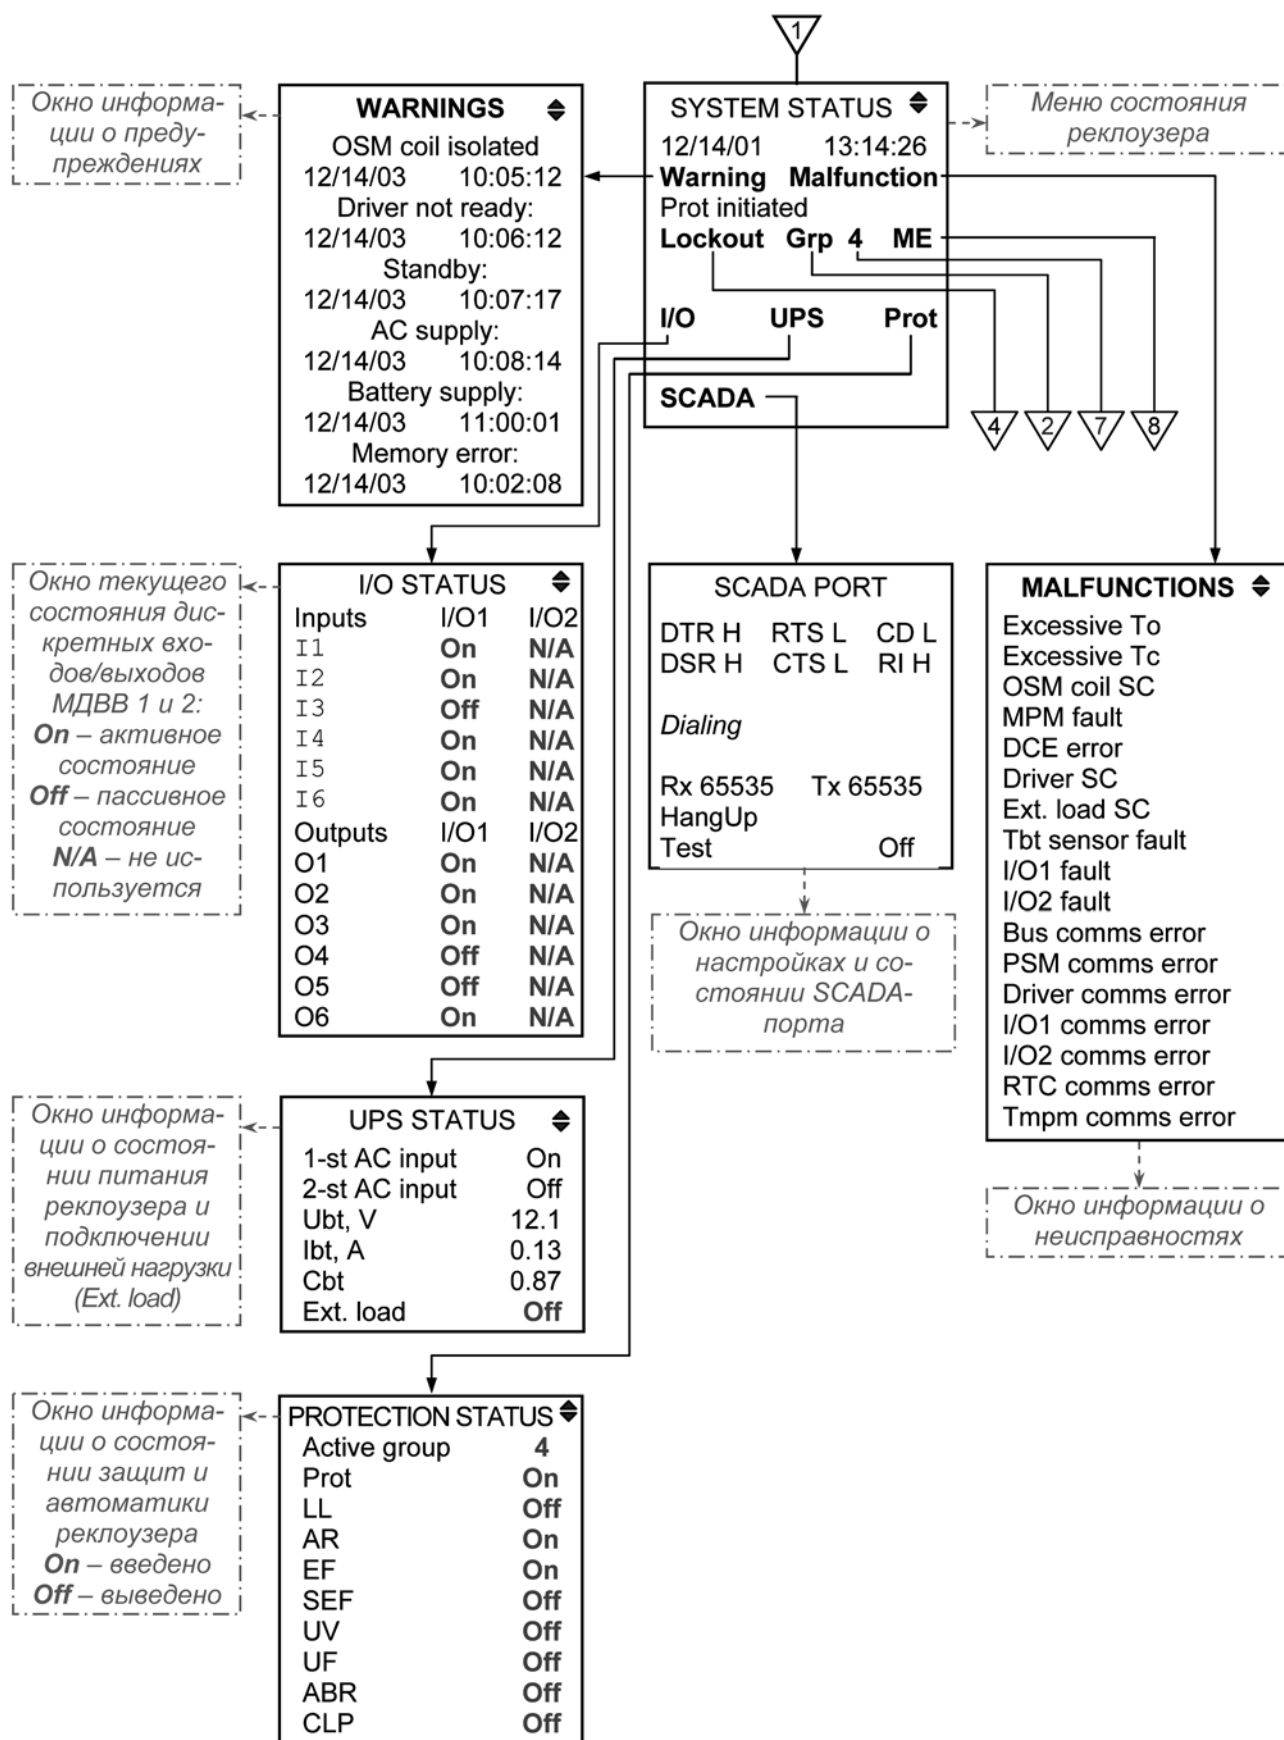 1
Окно информа-
ции о преду-
преждениях
WARNINGS
OSM coil isolated
12/14/03 10:05:12
Driver not ready:
12/14/03 10:06:12
Standby:
12/14/03 10:07:17
AC supply:
12/14/03 10:08:14
Battery supply:
12/14/03 11:00:01
Memory error:
12/14/03 10:02:08
SYSTEM STATUS
12/14/01 13:14:26
Warning Malfunction
Prot initiated
Lockout Grp 4 ME
I/O UPS Prot
SCADA
Меню состояния
реклоузера
4 2 7 8
Окно текущего
состояния дис-
кретных вхо-
дов/выходов
МДВВ 1 и 2:
On – активное
состояние
Off – пассивное
состояние
N/A – не ис-
пользуется
I/O STATUS
Inputs I/O1 I/O2
I1 On N/A
I2 On N/A
I3 Off N/A
I4 On N/A
I5 On N/A
I6 On N/A
Outputs I/O1 I/O2
O1 On N/A
O2 On N/A
O3 On N/A
O4 Off N/A
O5 Off N/A
O6 On N/A
SCADA PORT
DTR H RTS L CD L
DSR H CTS L RI H
Dialing
Rx 65535 Tx 65535
HangUp
Test Off
Окно информации о
настройках и со-
стоянии SCADA-
порта
MALFUNCTIONS
Excessive To
Excessive Tc
OSM coil SC
MPM fault
DCE error
Driver SC
Ext. load SC
Tbt sensor fault
I/O1 fault
I/O2 fault
Bus comms error
PSM comms error
Driver comms error
I/O1 comms error
I/O2 comms error
RTC comms error
Tmpm comms error
Окно информации о
неисправностях
Окно информа-
ции о состоя-
нии питания
реклоузера и
подключении
внешней нагрузки
(Ext. load)
UPS STATUS
1-st AC input On
2-st AC input Off
Ubt, V 12.1
Ibt, A 0.13
Cbt 0.87
Ext. load Off
Окно информа-
ции о состоя-
нии защит и
автоматики
реклоузера
On – введено
Off – выведено
PROTECTION STATUS
Active group 4
Prot On
LL Off
AR On
EF On
SEF Off
UV Off
UF Off
ABR Off
CLP Off